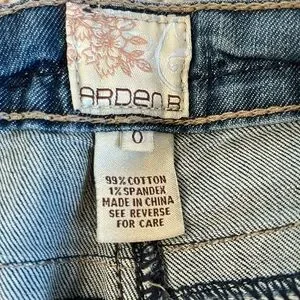 ARDEN B
0
99% COTTON
1% SPANDEX
MADE IN CHINA
SEE REVERSE
FOR CARE